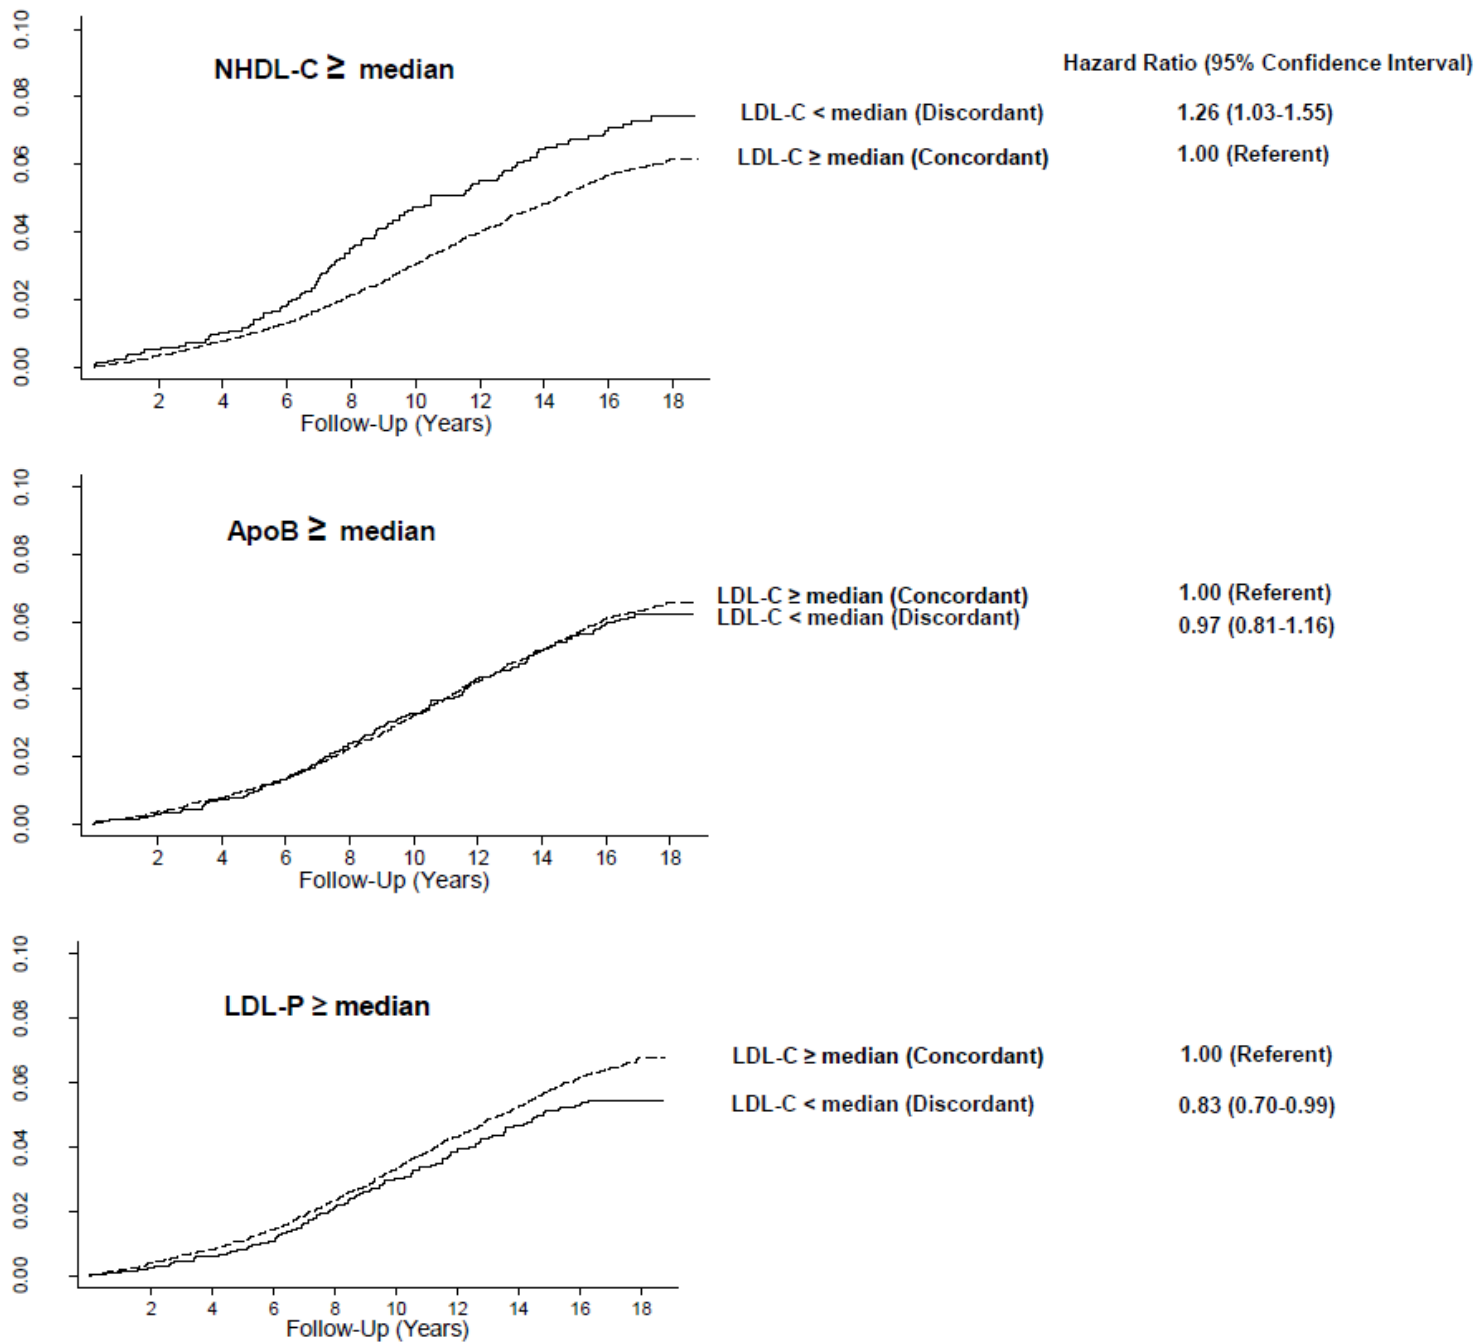 NHDL-C ≥ median
Hazard Ratio (95% Confidence Interval)
LDL-C < median (Discordant) 1.26 (1.03-1.55)
LDL-C ≥ median (Concordant) 1.00 (Referent)
0.10
0.08
0.06
0.04
0.02
0.00
2 4 6 8 10 12 14 16 18
Follow-Up (Years)
ApoB ≥ median
LDL-C ≥ median (Concordant) 1.00 (Referent)
LDL-C < median (Discordant) 0.97 (0.81-1.16)
0.10
0.08
0.06
0.04
0.02
0.00
2 4 6 8 10 12 14 16 18
Follow-Up (Years)
LDL-P ≥ median
LDL-C ≥ median (Concordant) 1.00 (Referent)
LDL-C < median (Discordant) 0.83 (0.70-0.99)
0.10
0.08
0.06
0.04
0.02
0.00
2 4 6 8 10 12 14 16 18
Follow-Up (Years)